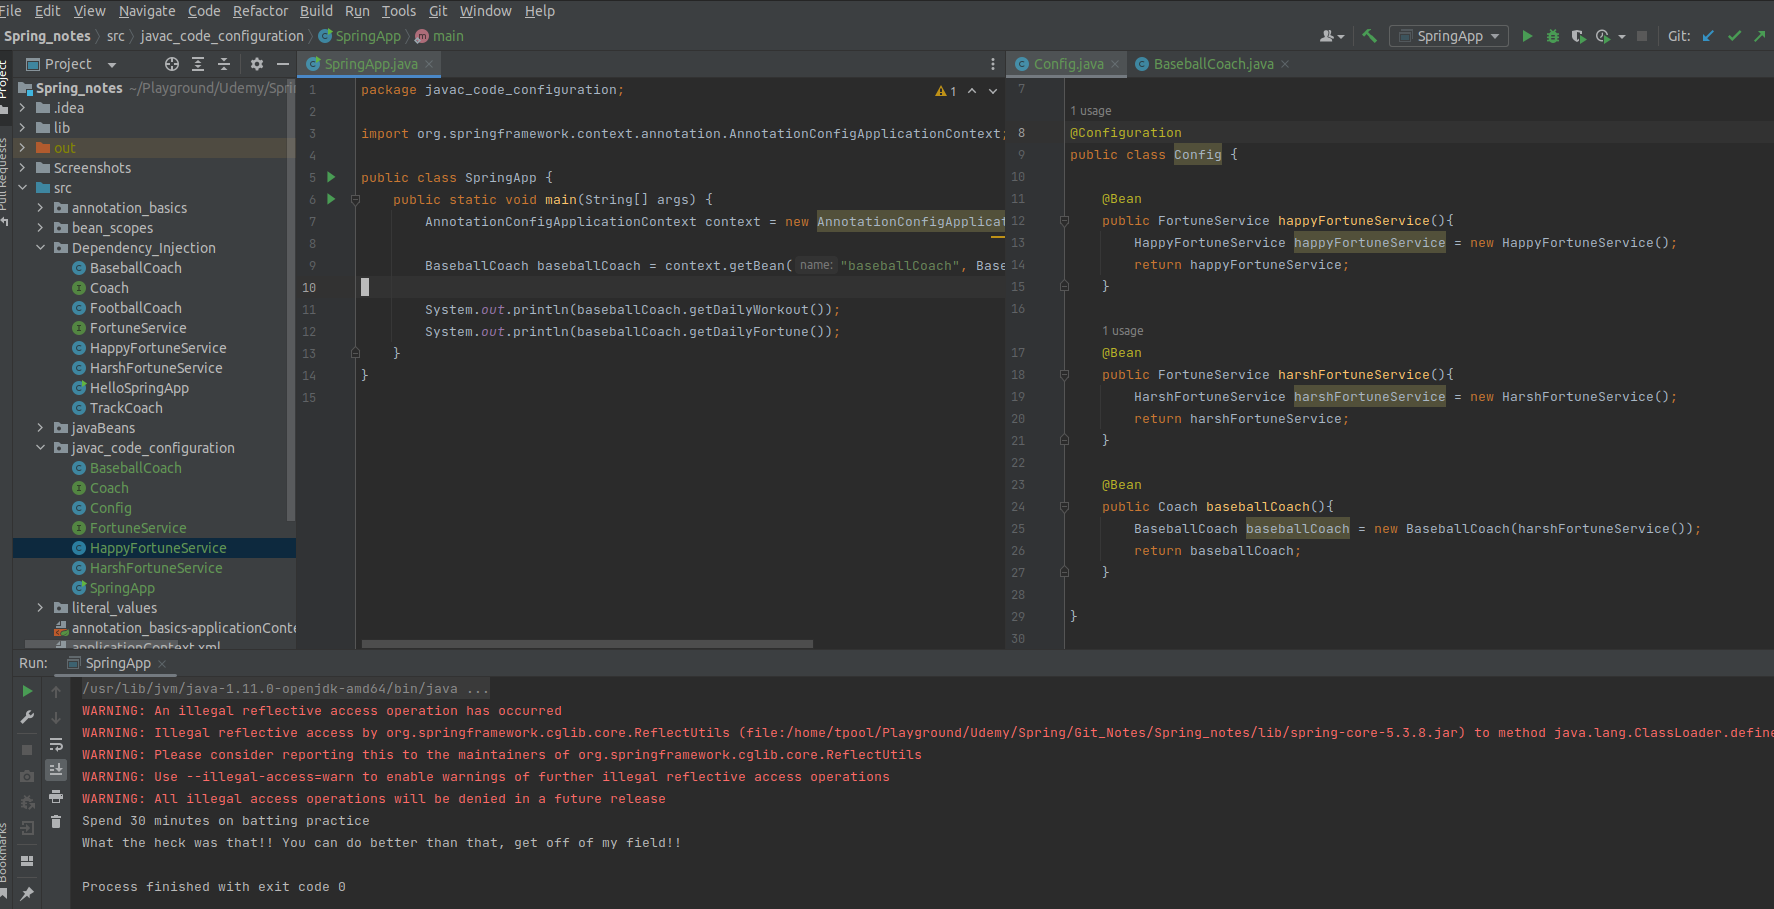 File Edit View Navigate Code Refactor Build Run Tools Git Window Help
Spring_notes src javac_code_configuration SpringApp main
SpringApp Git:
Project
Pull Requests
Bookmarks
Project
Spring_notes ~/Playground/Udemy/Spri
.idea
lib
out
Screenshots
src
annotation_basics
bean_scopes
Dependency_Injection
BaseballCoach
Coach
FootballCoach
FortuneService
HappyFortuneService
HarshFortuneService
HelloSpringApp
TrackCoach
javaBeans
javac_code_configuration
BaseballCoach
Coach
Config
FortuneService
HappyFortuneService
HarshFortuneService
SpringApp
literal_values
annotation_basics-applicationConte
applicationContext.xml
SpringApp.java
1 package javac_code_configuration; 1
2
3 import org.springframework.context.annotation.AnnotationConfigApplicationContext;
4
5 public class SpringApp {
6 public static void main(String[] args) {
7 AnnotationConfigApplicationContext context = new AnnotationConfigApplicat
8
9 BaseballCoach baseballCoach = context.getBean( name: "baseballCoach", Base
10
11 System.out.println(baseballCoach.getDailyWorkout());
12 System.out.println(baseballCoach.getDailyFortune());
13 }
14 }
15
Config.java BaseballCoach.java
7
1 usage
8 @Configuration
9 public class Config {
10
11 @Bean
12 public FortuneService happyFortuneService(){
13 HappyFortuneService happyFortuneService = new HappyFortuneService();
14 return happyFortuneService;
15 }
16
1 usage
17 @Bean
18 public FortuneService harshFortuneService(){
19 HarshFortuneService harshFortuneService = new HarshFortuneService();
20 return harshFortuneService;
21 }
22
23 @Bean
24 public Coach baseballCoach(){
25 BaseballCoach baseballCoach = new BaseballCoach(harshFortuneService());
26 return baseballCoach;
27 }
28
29 }
30
Run: SpringApp
/usr/lib/jvm/java-1.11.0-openjdk-amd64/bin/java ...
WARNING: An illegal reflective access operation has occurred
WARNING: Illegal reflective access by org.springframework.cglib.core.ReflectUtils (file:/home/tpool/Playground/Udemy/Spring/Git_Notes/Spring_notes/lib/spring-core-5.3.8.jar) to method java.lang.ClassLoader.define
WARNING: Please consider reporting this to the maintainers of org.springframework.cglib.core.ReflectUtils
WARNING: Use --illegal-access=warn to enable warnings of further illegal reflective access operations
WARNING: All illegal access operations will be denied in a future release
Spend 30 minutes on batting practice
What the heck was that!! You can do better than that, get off of my field!!
Process finished with exit code 0